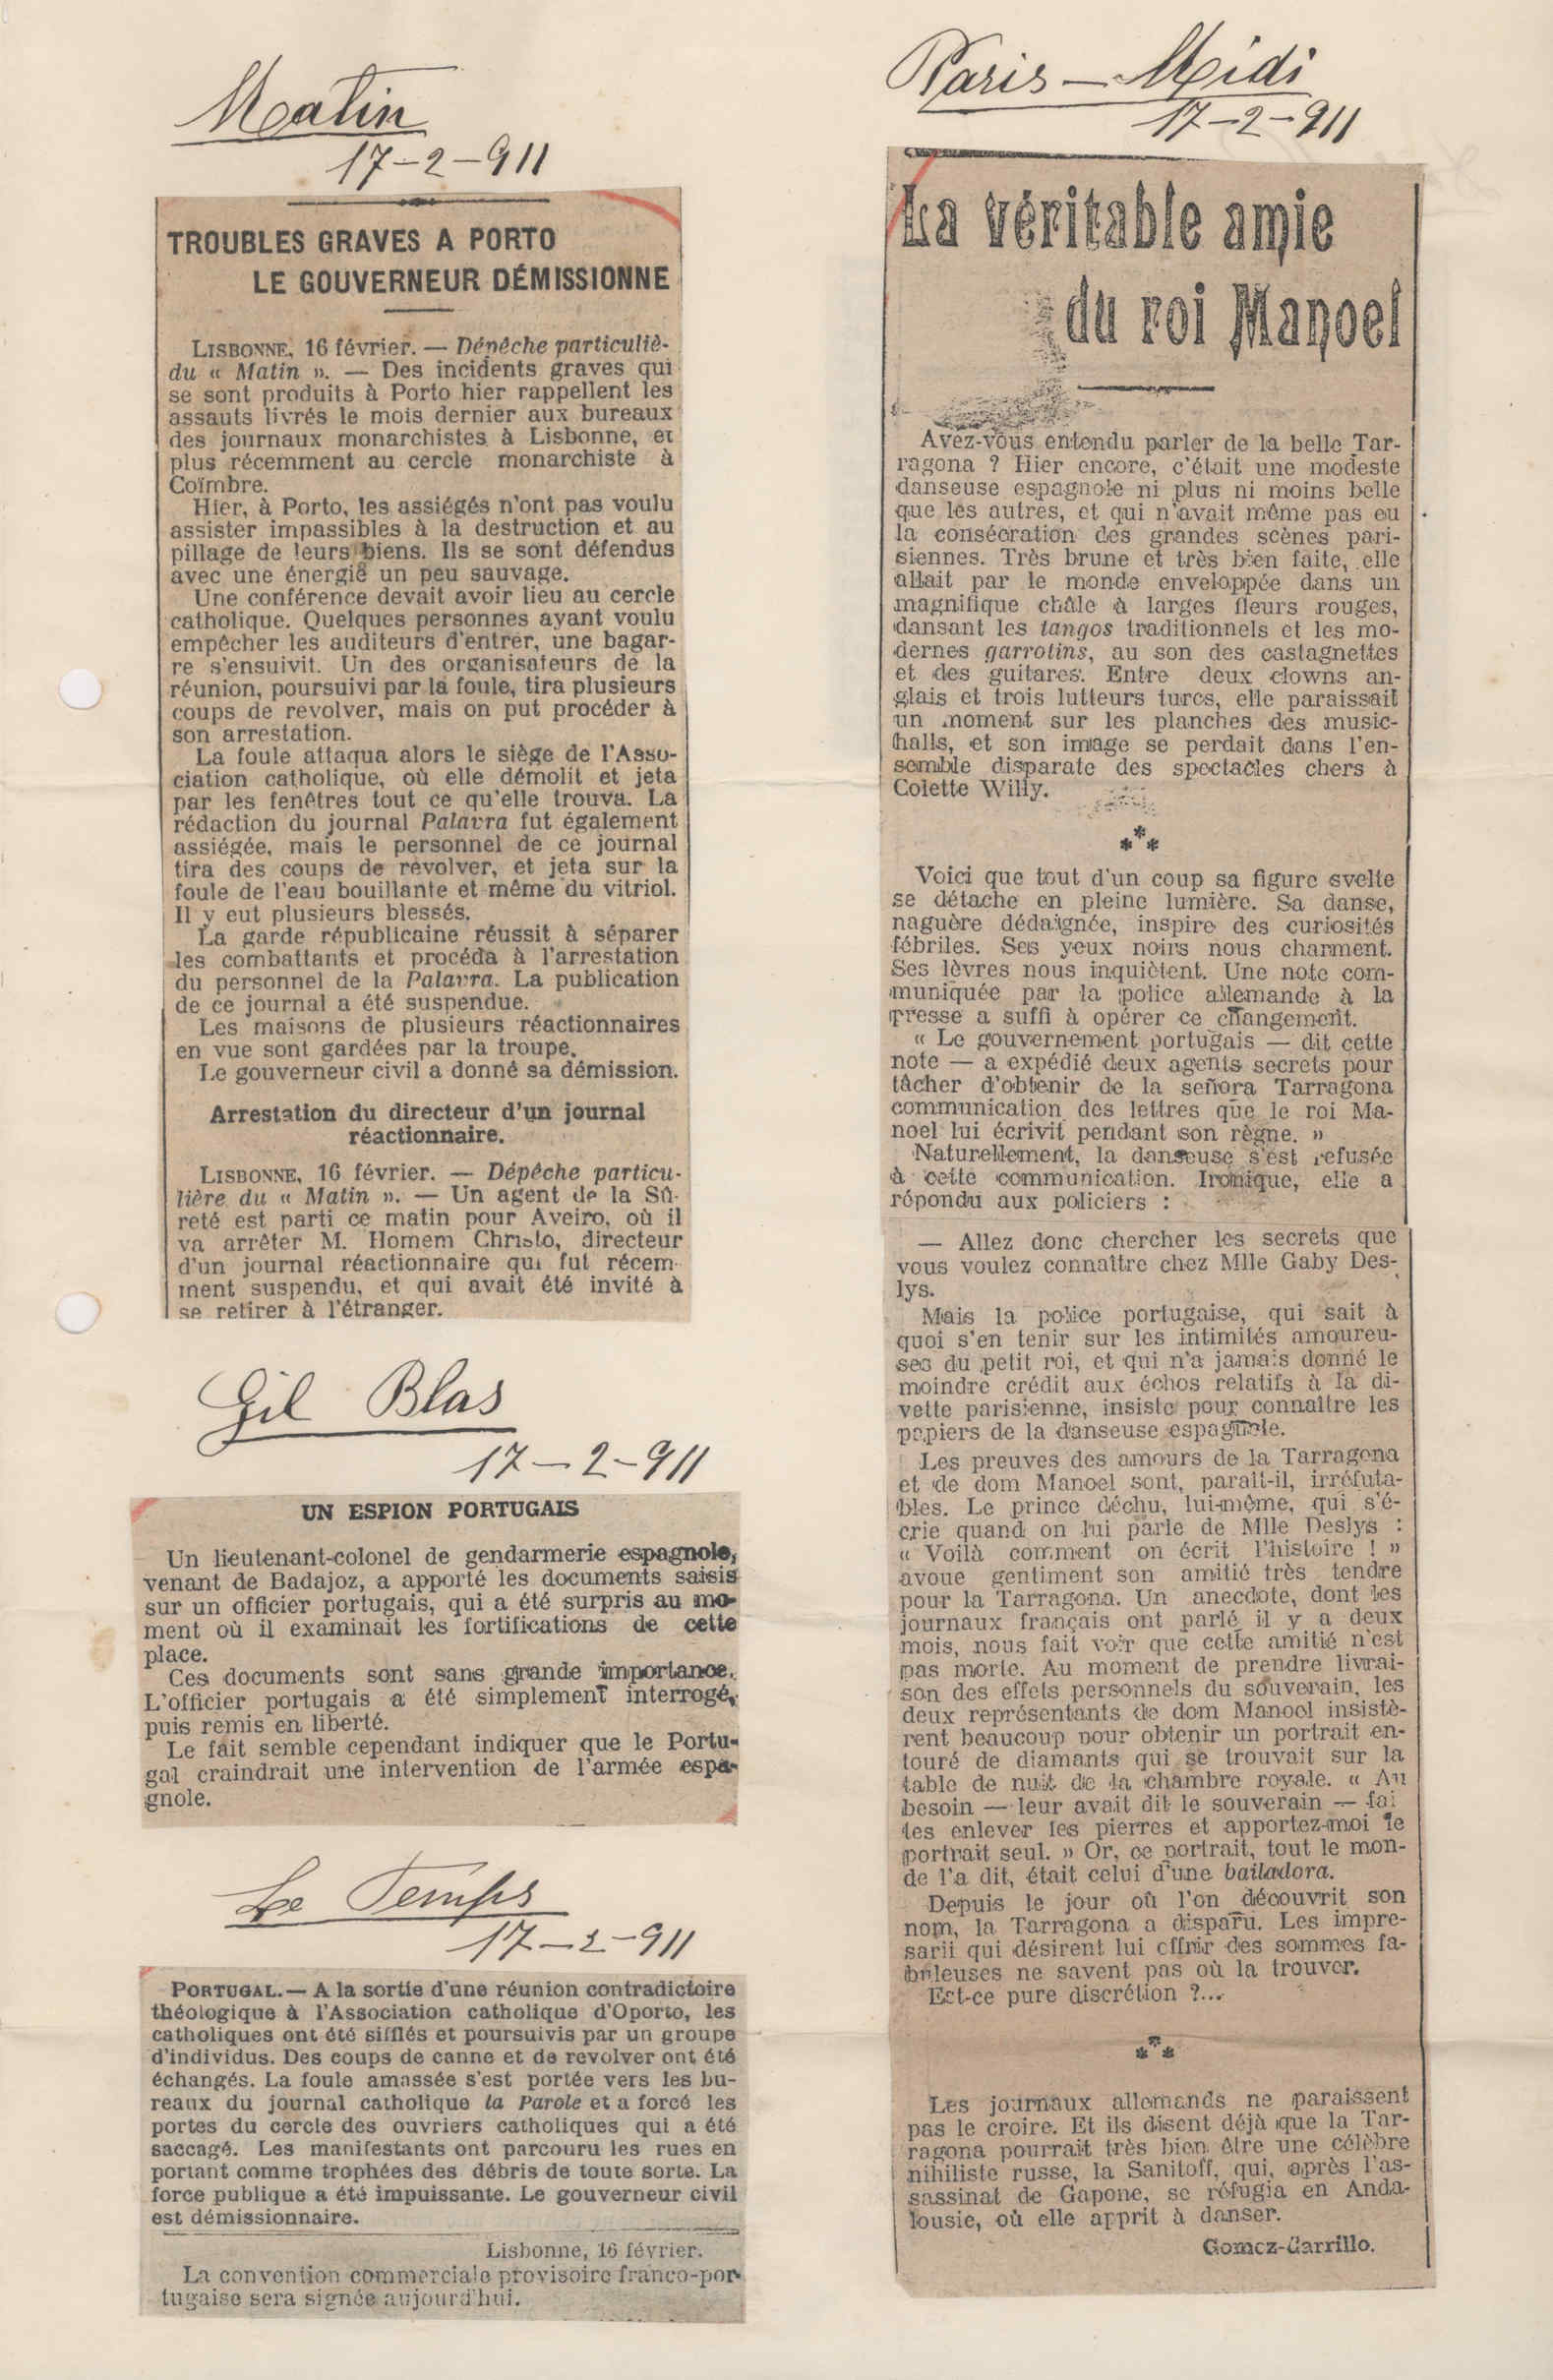 Matin
17-2-911
TROUBLES GRAVES A PORTO
LE GOUVERNEUR DÉMISSIONNE
LISBONNE, 16 février. — Dépêche particuliè-
du « Matin ». — Des incidents graves qui
se sont produits à Porto hier rappellent les
assauts livrés le mois dernier aux bureaux
des journaux monarchistes à Lisbonne, et
plus récemment au cercle monarchiste à
Coïmbre.
Hier, à Porto, les assiégés n'ont pas voulu
assister impassibles à la destruction et au
pillage de leurs biens. Ils se sont défendus
avec une énergie un peu sauvage.
Une conférence devait avoir lieu au cercle
catholique. Quelques personnes ayant voulu
empêcher les auditeurs d'entrer, une bagar-
re s'ensuivit. Un des organisateurs de la
réunion, poursuivi par la foule, tira plusieurs
coups de revolver, mais on put procéder à
son arrestation.
La foule attaqua alors le siège de l'Asso-
ciation catholique, où elle démolit et jeta
par les fenêtres tout ce qu'elle trouva. La
rédaction du journal Palavra fut également
assiégée, mais le personnel de ce journal
tira des coups de revolver, et jeta sur la
foule de l'eau bouillante et même du vitriol.
Il y eut plusieurs blessés.
La garde républicaine réussit à séparer
les combattants et procéda à l'arrestation
du personnel de la Palavra. La publication
de ce journal a été suspendue.
Les maisons de plusieurs réactionnaires
en vue sont gardées par la troupe.
Le gouverneur civil a donné sa démission.
Arrestation du directeur d'un journal
réactionnaire.
LISBONNE, 16 février. — Dépêche particu-
lière du « Matin ». — Un agent de la Sû-
reté est parti ce matin pour Aveiro, où il
va arrêter M. Homem Christo, directeur
d'un journal réactionnaire qui fut récem-
ment suspendu, et qui avait été invité à
se retirer à l'étranger.
Gil Blas
17-2-911
UN ESPION PORTUGAIS
Un lieutenant-colonel de gendarmerie espagnole,
venant de Badajoz, a apporté les documents saisis
sur un officier portugais, qui a été surpris au mo-
ment où il examinait les fortifications de cette
place.
Ces documents sont sans grande importance.
L'officier portugais a été simplement interrogé,
puis remis en liberté.
Le fait semble cependant indiquer que le Portu-
gal craindrait une intervention de l'armée espa-
gnole.
Le Temps
17-2-911
PORTUGAL.— A la sortie d'une réunion contradictoire
théologique à l'Association catholique d'Oporto, les
catholiques ont été sifflés et poursuivis par un groupe
d'individus. Des coups de canne et de revolver ont été
échangés. La foule amassée s'est portée vers les bu-
reaux du journal catholique la Parole et a forcé les
portes du cercle des ouvriers catholiques qui a été
saccagé. Les manifestants ont parcouru les rues en
portant comme trophées des débris de toute sorte. La
force publique a été impuissante. Le gouverneur civil
est démissionnaire.
Lisbonne, 16 février.
La convention commerciale provisoire franco-por-
tugaise sera signée aujourd'hui.
Paris-Midi
17-2-911
La véritable amie
du roi Manoel
Avez-vous entendu parler de la belle Tar-
ragona ? Hier encore, c'était une modeste
danseuse espagnole ni plus ni moins belle
que les autres, et qui n'avait même pas eu
la consécration des grandes scènes pari-
siennes. Très brune et très bien faite, elle
allait par le monde enveloppée dans un
magnifique châle à larges fleurs rouges,
dansant les tangos traditionnels et les mo-
dernes garrotins, au son des castagnettes
et des guitares. Entre deux clowns an-
glais et trois lutteurs turcs, elle paraissait
un moment sur les planches des music-
halls, et son image se perdait dans l'en-
semble disparate des spectacles chers à
Colette Willy.
* * *
Voici que tout d'un coup sa figure svelte
se détache en pleine lumière. Sa danse,
naguère dédaignée, inspire des curiosités
fébriles. Ses yeux noirs nous charment.
Ses lèvres nous inquiètent. Une note com-
muniquée par la police allemande à la
presse a suffi à opérer ce changement.
« Le gouvernement portugais — dit cette
note — a expédié deux agents secrets pour
tâcher d'obtenir de la señora Tarragona
communication des lettres que le roi Ma-
noel lui écrivit pendant son règne. »
Naturellement, la danseuse s'est refusée
à cette communication. Ironique, elle a
répondu aux policiers :
— Allez donc chercher les secrets que
vous voulez connaître chez Mlle Gaby Des-
lys.
Mais la police portugaise, qui sait à
quoi s'en tenir sur les intimités amoureu-
ses du petit roi, et qui n'a jamais donné le
moindre crédit aux échos relatifs à la di-
vette parisienne, insiste pour connaître les
papiers de la danseuse espagnole.
Les preuves des amours de la Tarragona
et de dom Manoel sont, paraît-il, irréfuta-
bles. Le prince déchu, lui-même, qui s'é-
crie quand on lui parle de Mlle Deslys :
« Voilà comment on écrit l'histoire ! »
avoue gentiment son amitié très tendre
pour la Tarragona. Un anecdote, dont les
journaux français ont parlé il y a deux
mois, nous fait voir que cette amitié n'est
pas morte. Au moment de prendre livrai-
son des effets personnels du souverain, les
deux représentants de dom Manoel insistè-
rent beaucoup pour obtenir un portrait en-
touré de diamants qui se trouvait sur la
table de nuit de la chambre royale. « Au
besoin — leur avait dit le souverain — fai
tes enlever les pierres et apportez-moi le
portrait seul. » Or, ce portrait, tout le mon-
de l'a dit, était celui d'une bailadora.
Depuis le jour où l'on découvrit son
nom, la Tarragona a disparu. Les impre-
sarii qui désirent lui offrir des sommes fa-
buleuses ne savent pas où la trouver.
Est-ce pure discrétion ?...
* * *
Les journaux allemands ne paraissent
pas le croire. Et ils disent déjà que la Tar-
ragona pourrait très bien être une célèbre
nihiliste russe, la Sanitoff, qui, après l'as-
sassinat de Gapone, se réfugia en Anda-
lousie, où elle apprit à danser.
Gomez-Carrillo.